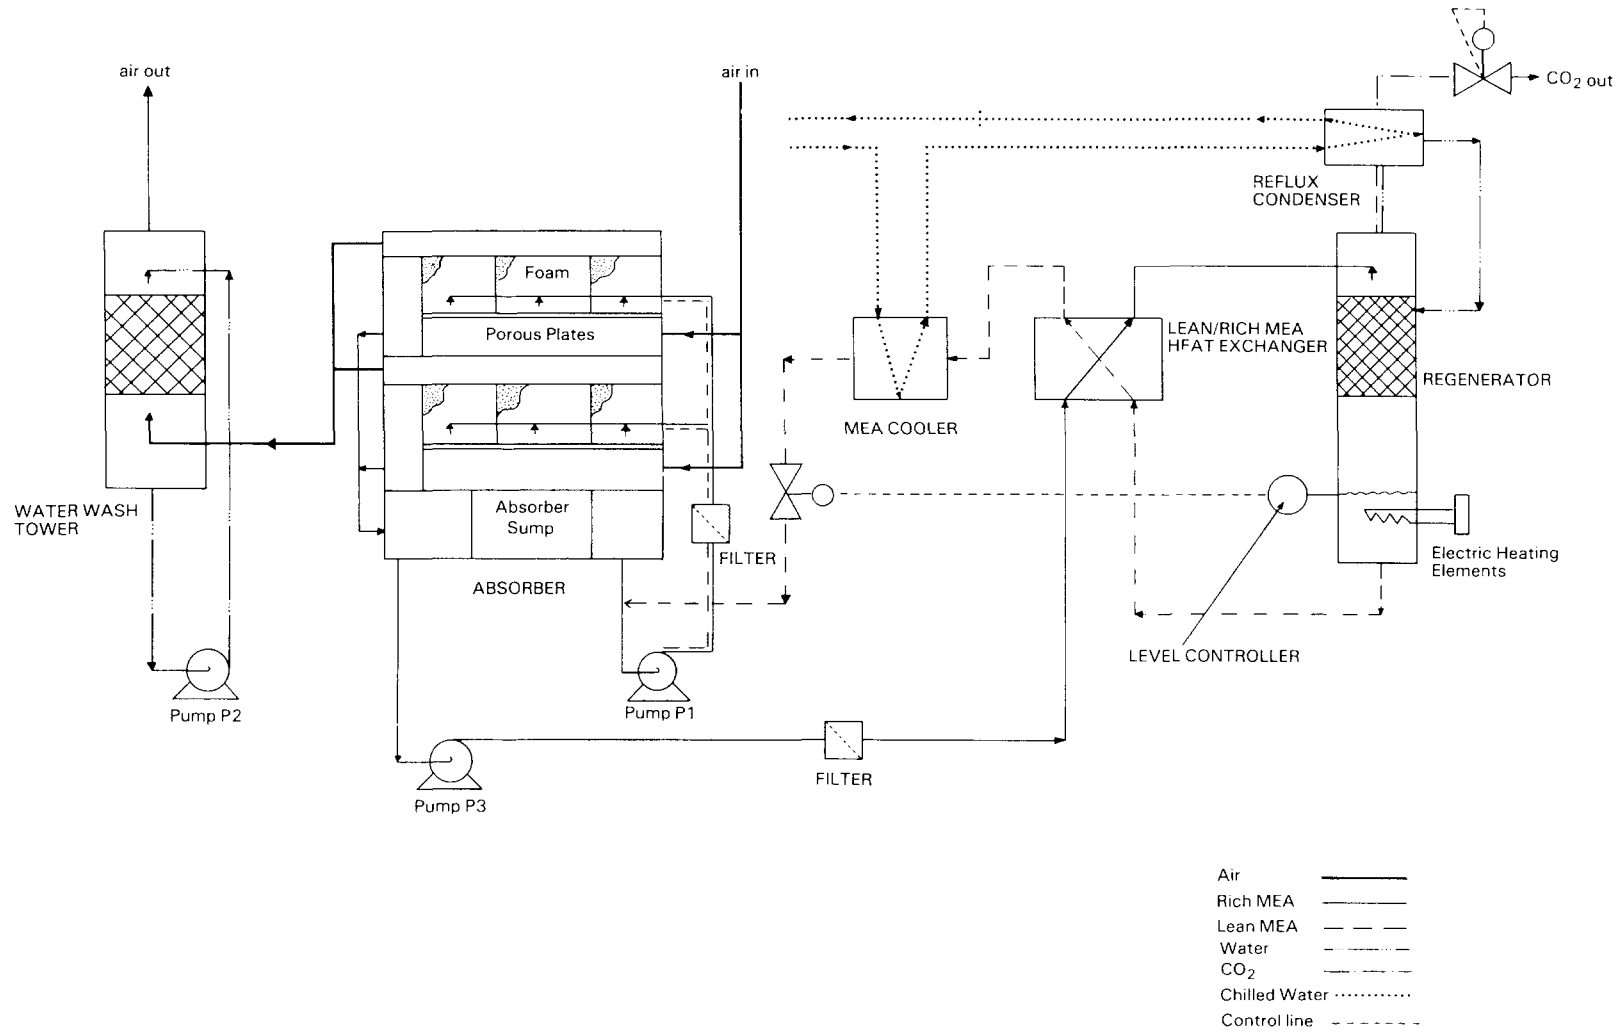 air out
air in
CO2 out
REFLUX
CONDENSER
Foam
Porous Plates
LEAN/RICH MEA
HFAT EXCHANGER
REGENERATOR
MEA COOLER
WATER WASH
TOWER
Absorber
Sump
FILTER
ABSORBER
Electric Heating
Elements
LEVEL CONTROLLER
Pump P2
Pump P1
FILTER
Pump P3
Air
Rich MEA
Lean MEA
Water
CO2
Chilled Water
Control line